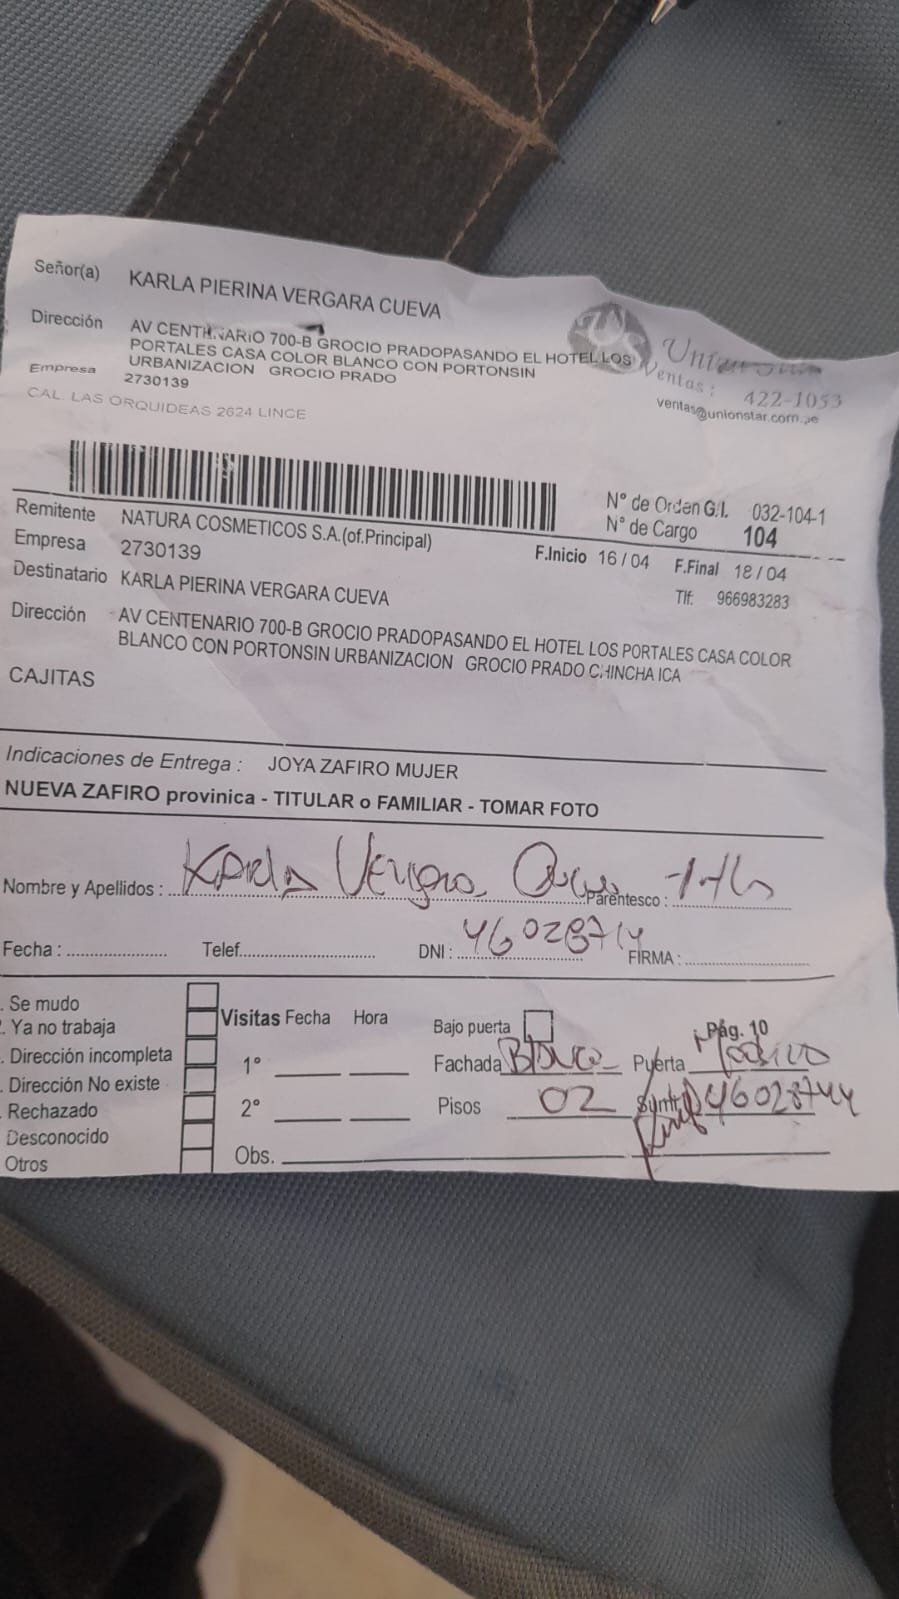 Señor(a) KARLA PIERINA VERGARA CUEVA
Dirección AV CENTENARIO 700-B GROCIO PRADOPASANDO EL HOTEL LOS
PORTALES CASA COLOR BLANCO CON PORTONSIN
URBANIZACION GROCIO PRADO
Empresa 2730139
CAL. LAS ORQUIDEAS 2624 LINCE
US Union Star
Ventas : 422-1053
ventas@unionstar.com.pe
N° de Orden G.I. 032-104-1
N° de Cargo 104
Remitente NATURA COSMETICOS S.A.(of.Principal)
Empresa 2730139
F.Inicio 16 / 04 F.Final 18 / 04
Destinatario KARLA PIERINA VERGARA CUEVA
Tlf: 966983283
Dirección AV CENTENARIO 700-B GROCIO PRADOPASANDO EL HOTEL LOS PORTALES CASA COLOR
BLANCO CON PORTONSIN URBANIZACION GROCIO PRADO CHINCHA ICA
CAJITAS
Indicaciones de Entrega : JOYA ZAFIRO MUJER
NUEVA ZAFIRO provinica - TITULAR o FAMILIAR - TOMAR FOTO
Nombre y Apellidos : Karla Vergara Parentesco :
Fecha : Telef. DNI : FIRMA :
. Se mudo
. Ya no trabaja
. Dirección incompleta
. Dirección No existe
Rechazado
Desconocido
Otros
Visitas Fecha Hora
1°
2°
Obs.
Bajo puerta Pág. 10
Fachada Blanco Puerta
Pisos 02 46028744